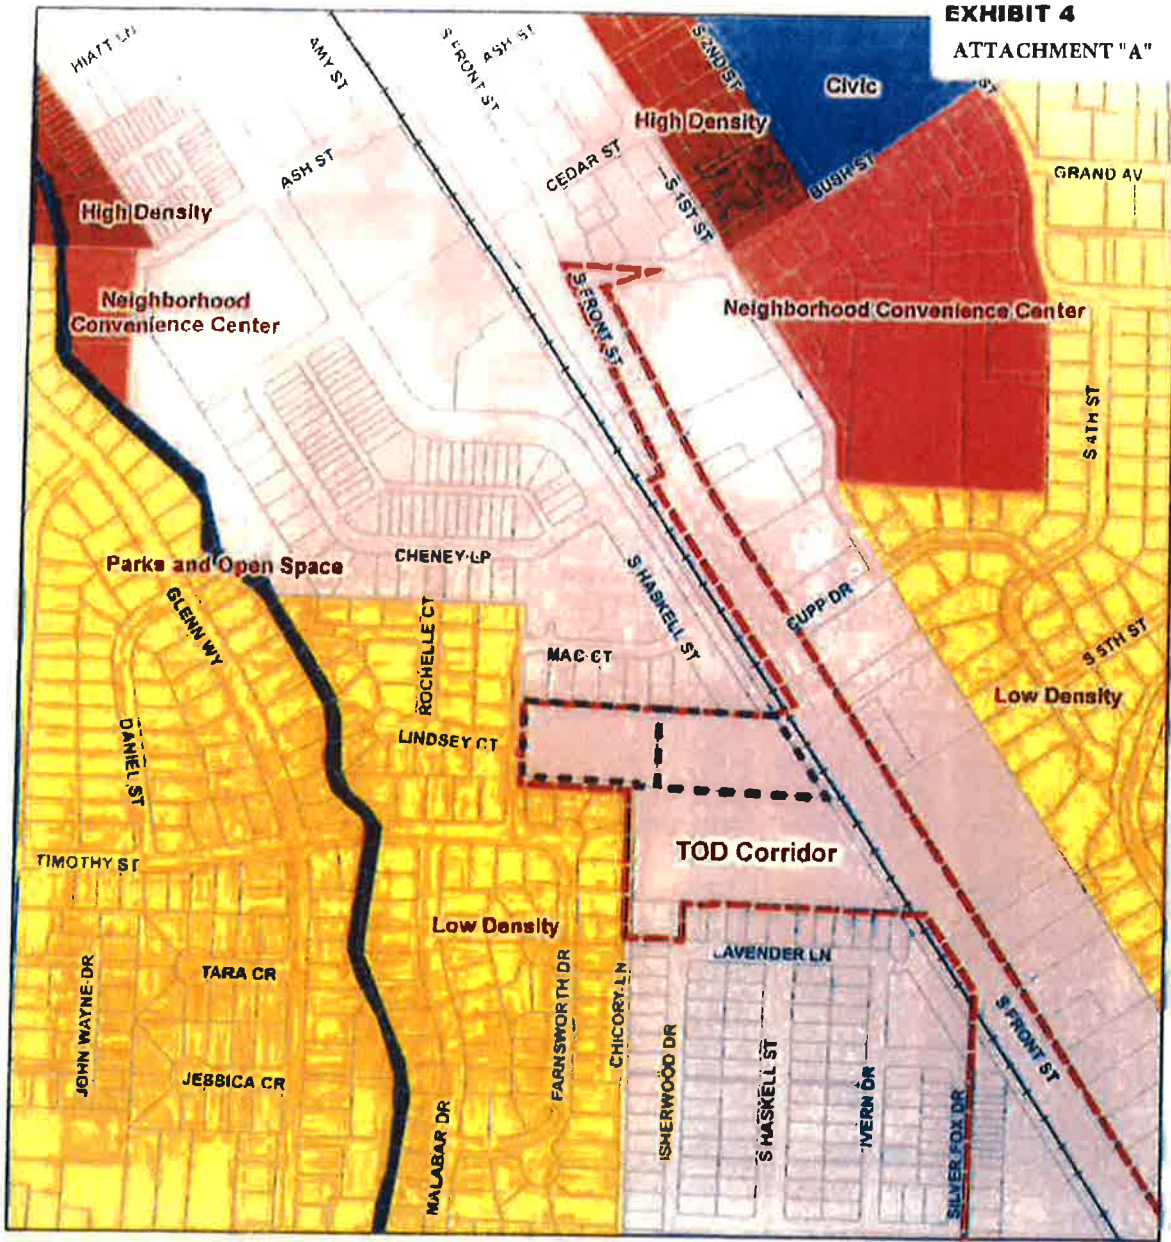 EXHIBIT 4
ATTACHMENT "A"
HIATT LN
AMY ST
S FRONT ST
ASH ST
S 2ND ST
Civic
ST
High Density
ASH ST
CEDAR ST
S 1ST ST
BUSH ST
GRAND AV
High Density
Neighborhood
Convenience Center
S FRONT ST
Neighborhood Convenience Center
S 4TH ST
Parks and Open Space
CHENEY LP
S HASKELL ST
CUPP DR
GLENN WY
ROCHELLE CT
MAC CT
S 5TH ST
Low Density
DANIEL ST
LINDSEY CT
TIMOTHY ST
TOD Corridor
Low Density
LAVENDER LN
JOHN WAYNE DR
TARA CR
FARNSWORTH DR
CHICORY LN
ISHERWOOD DR
S HASKELL ST
S FRONT ST
JESSICA CR
MALABAR DR
IVERN DR
SILVER FOX DR